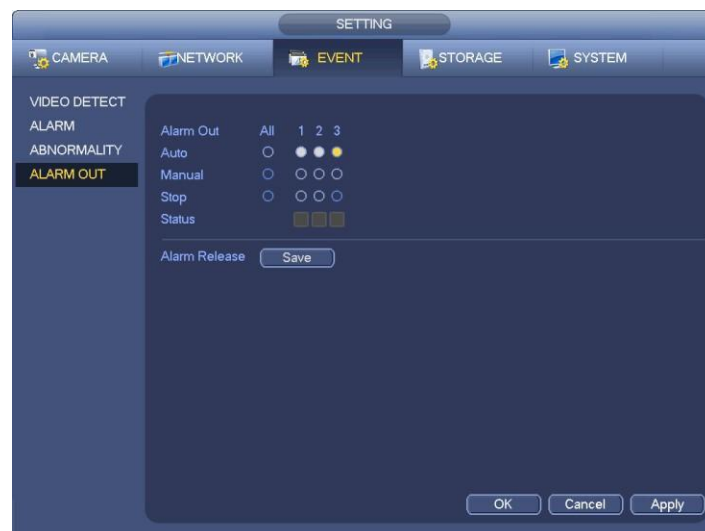 SETTING
CAMERA NETWORK EVENT STORAGE SYSTEM
VIDEO DETECT
ALARM
ABNORMALITY
ALARM OUT
Alarm Out All 1 2 3
Auto
Manual
Stop
Status
Alarm Release Save
OK Cancel Apply